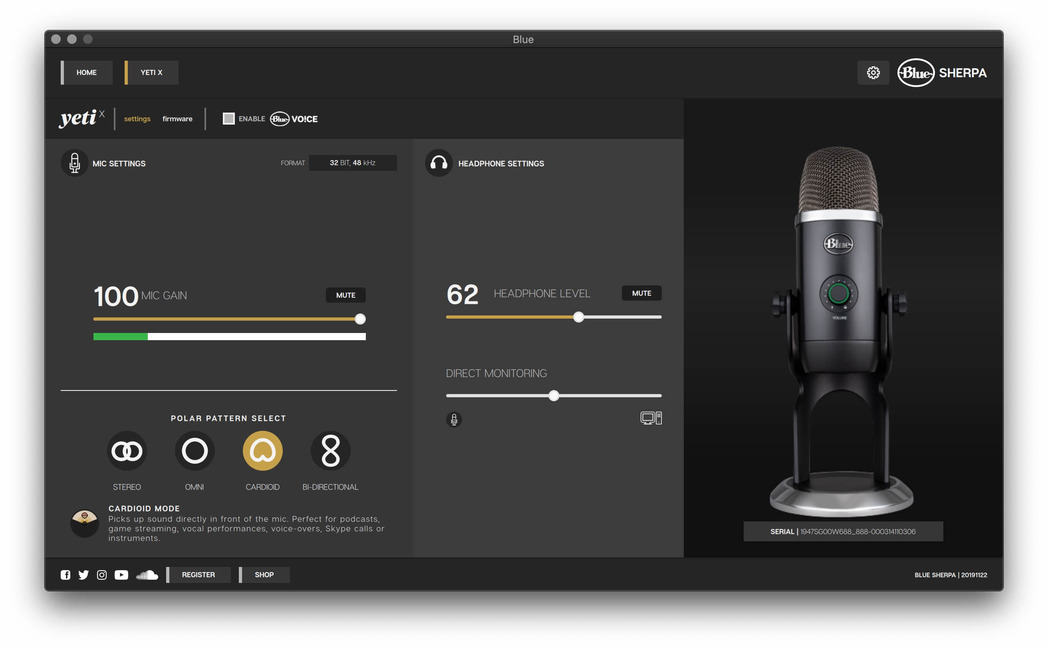 Blue
HOME
YETI X
Blue SHERPA
yeti X
settings
firmware
ENABLE
Blue VO!CE
MIC SETTINGS
FORMAT
32 BIT, 48 kHz
HEADPHONE SETTINGS
100 MIC GAIN
MUTE
62 HEADPHONE LEVEL
MUTE
DIRECT MONITORING
POLAR PATTERN SELECT
STEREO
OMNI
CARDIOID
BI-DIRECTIONAL
CARDIOID MODE
Picks up sound directly in front of the mic. Perfect for podcasts,
game streaming, vocal performances, voice-overs, Skype calls or
instruments.
BLUE
VOLUME
SERIAL | 1947SG00W688_888-000314110306
REGISTER
SHOP
BLUE SHERPA | 20191122